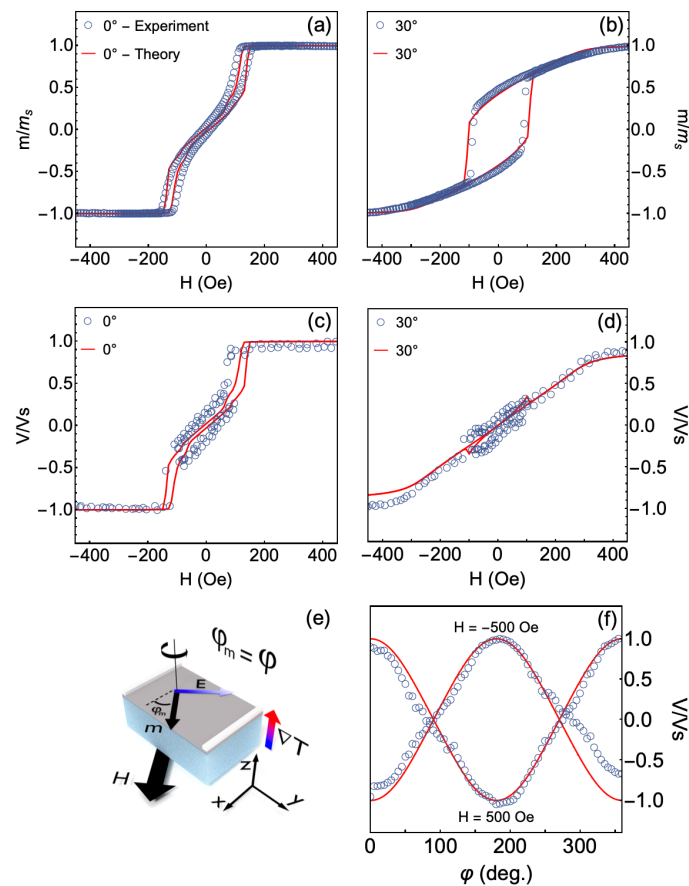 (a)
0° – Experiment
0° – Theory
1.0
0.5
0.0
−0.5
−1.0
m/mₛ
−400 −200 0 200 400
H (Oe)
(b)
30°
30°
1.0
0.5
0.0
−0.5
−1.0
m/mₛ
−400 −200 0 200 400
H (Oe)
(c)
0°
0°
1.0
0.5
0.0
−0.5
−1.0
V/Vs
−400 −200 0 200 400
H (Oe)
(d)
30°
30°
1.0
0.5
0.0
−0.5
−1.0
V/Vs
−400 −200 0 200 400
H (Oe)
(e)
φₘ = φ
E
φₘ
m
H
∇T
z
x
y
(f)
H = −500 Oe
H = 500 Oe
1.0
0.5
0.0
−0.5
−1.0
V/Vs
0 100 200 300
φ (deg.)